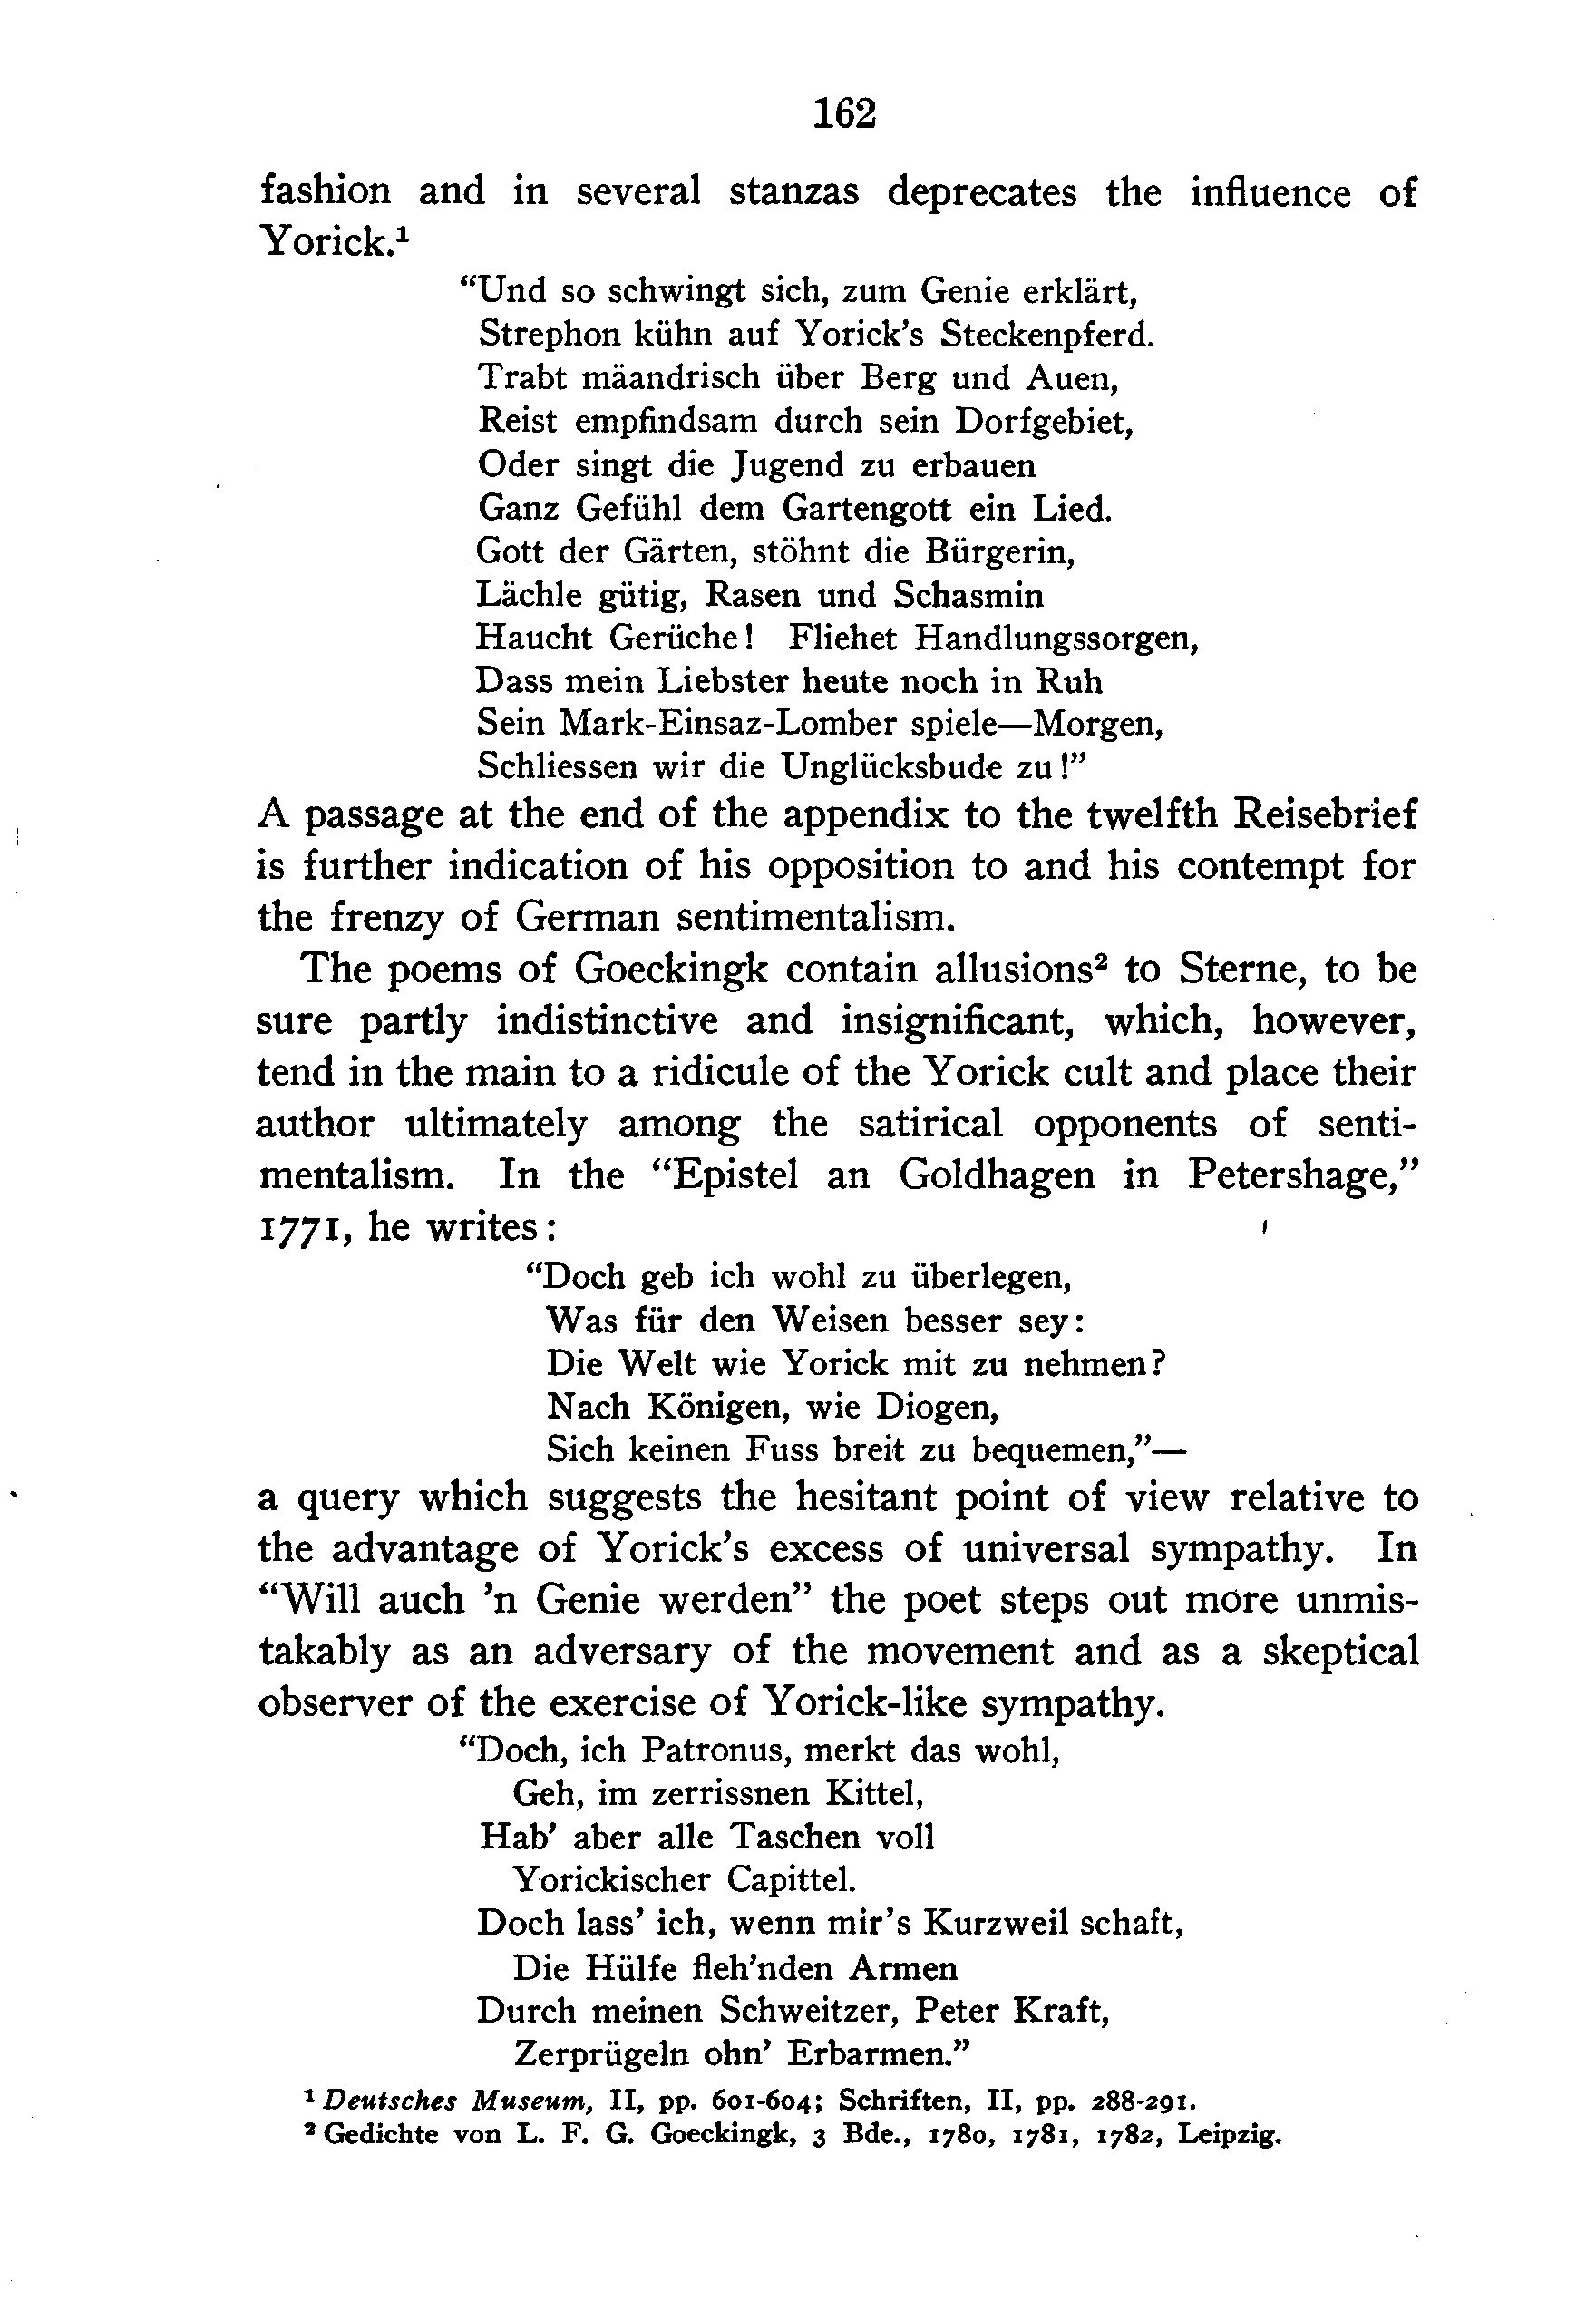 162
fashion and in several stanzas deprecates the influence of
Yorick.¹
“Und so schwingt sich, zum Genie erklärt,
Strephon kühn auf Yorick’s Steckenpferd.
Trabt mäandrisch über Berg und Auen,
Reist empfindsam durch sein Dorfgebiet,
Oder singt die Jugend zu erbauen
Ganz Gefühl dem Gartengott ein Lied.
Gott der Gärten, stöhnt die Bürgerin,
Lächle gütig, Rasen und Schasmin
Haucht Gerüche! Fliehet Handlungssorgen,
Dass mein Liebster heute noch in Ruh
Sein Mark-Einsaz-Lomber spiele—Morgen,
Schliessen wir die Unglücksbude zu!”
A passage at the end of the appendix to the twelfth Reisebrief
is further indication of his opposition to and his contempt for
the frenzy of German sentimentalism.
The poems of Goeckingk contain allusions² to Sterne, to be
sure partly indistinctive and insignificant, which, however,
tend in the main to a ridicule of the Yorick cult and place their
author ultimately among the satirical opponents of senti-
mentalism. In the “Epistel an Goldhagen in Petershage,”
1771, he writes:
“Doch geb ich wohl zu überlegen,
Was für den Weisen besser sey:
Die Welt wie Yorick mit zu nehmen?
Nach Königen, wie Diogen,
Sich keinen Fuss breit zu bequemen,”—
a query which suggests the hesitant point of view relative to
the advantage of Yorick’s excess of universal sympathy. In
“Will auch ’n Genie werden” the poet steps out more unmis-
takably as an adversary of the movement and as a skeptical
observer of the exercise of Yorick-like sympathy.
“Doch, ich Patronus, merkt das wohl,
Geh, im zerrissnen Kittel,
Hab’ aber alle Taschen voll
Yorickischer Capittel.
Doch lass’ ich, wenn mir’s Kurzweil schaft,
Die Hülfe fleh’nden Armen
Durch meinen Schweitzer, Peter Kraft,
Zerprügeln ohn’ Erbarmen.”
¹ Deutsches Museum, II, pp. 601-604; Schriften, II, pp. 288-291.
² Gedichte von L. F. G. Goeckingk, 3 Bde., 1780, 1781, 1782, Leipzig.